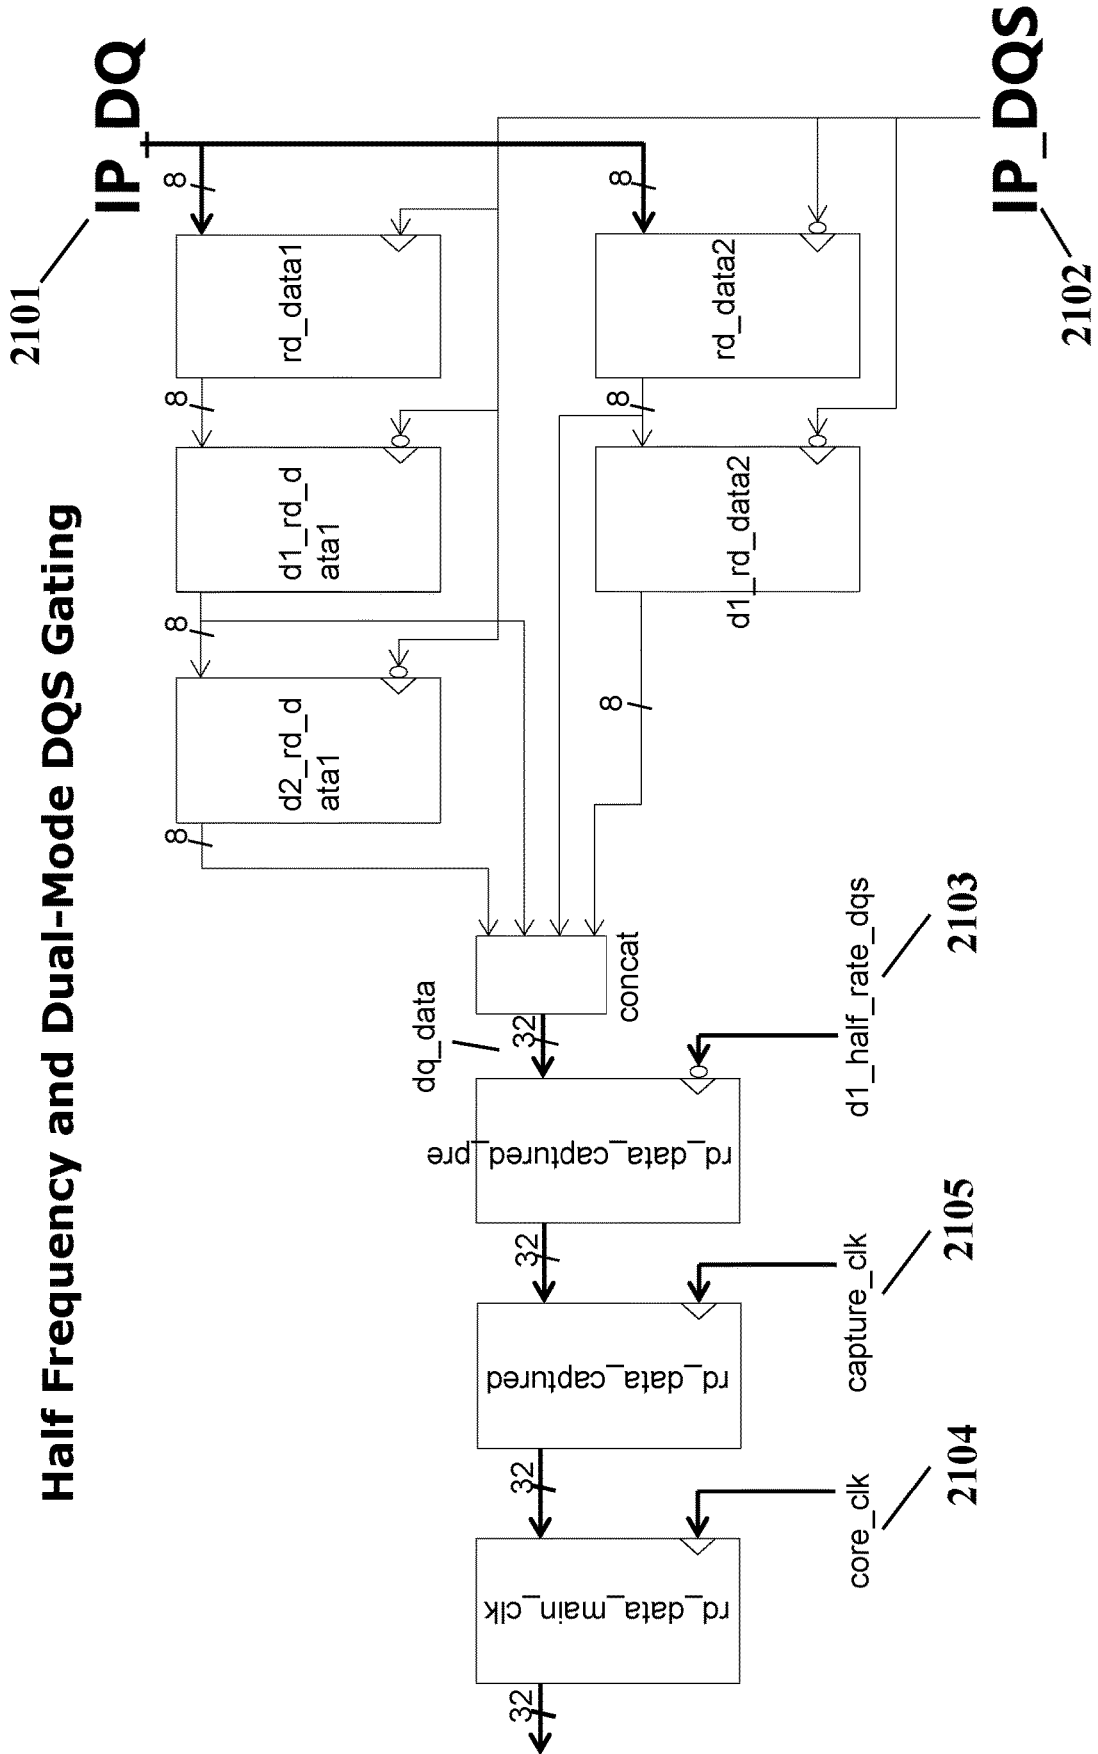 Half Frequency and Dual-Mode DQS Gating
2101
IP_DQ
8
8
rd_data1
rd_data2
8
8
d1_rd_d
ata1
d1_rd_data2
8
8
d2_rd_d
ata1
8
IP_DQS
2102
concat
dq_data
32
rd_data_captured_pre
d1_half_rate_dqs
2103
32
rd_data_captured
capture_clk
2105
32
rd_data_main_clk
core_clk
2104
32